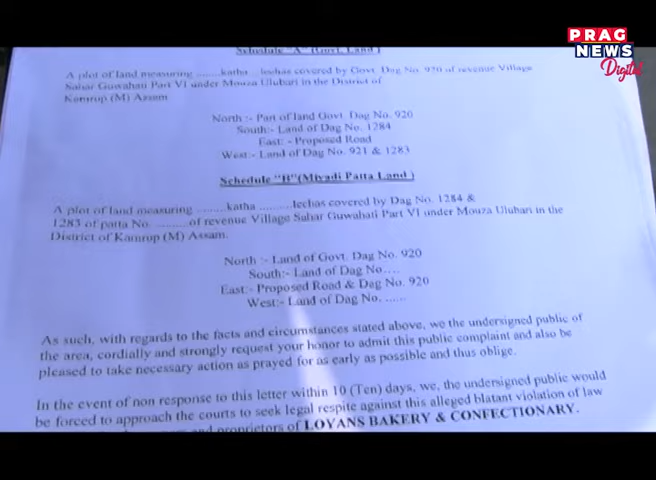 PRAG
NEWS
Digital
Schedule "A" (Govt. Land)
A plot of land measuring ........katha ...lechas covered by Govt. Dag No. 920 of revenue Village
Sahar Guwahati Part VI under Mouza Ulubari in the District of
Kamrup (M) Assam
North :- Part of land Govt. Dag No. 920
South:- Land of Dag No. 1284
East: - Proposed Road
West:- Land of Dag No. 921 & 1283
Schedule "B"(Miyadi Patta Land )
A plot of land measuring .........katha ..........lechas covered by Dag No. 1284 &
1283 of patta No. ..........of revenue Village Sahar Guwahati Part VI under Mouza Ulubari in the
District of Kamrup (M) Assam.
North :- Land of Govt. Dag No. 920
South:- Land of Dag No....
East:- Proposed Road & Dag No. 920
West:- Land of Dag No. ......
As such, with regards to the facts and circumstances stated above, we the undersigned public of
the area, cordially and strongly request your honor to admit this public complaint and also be
pleased to take necessary action as prayed for as early as possible and thus oblige.
In the event of non response to this letter within 10 (Ten) days, we, the undersigned public would
be forced to approach the courts to seek legal respite against this alleged blatant violation of law
and proprietors of LOYANS BAKERY & CONFECTIONARY.